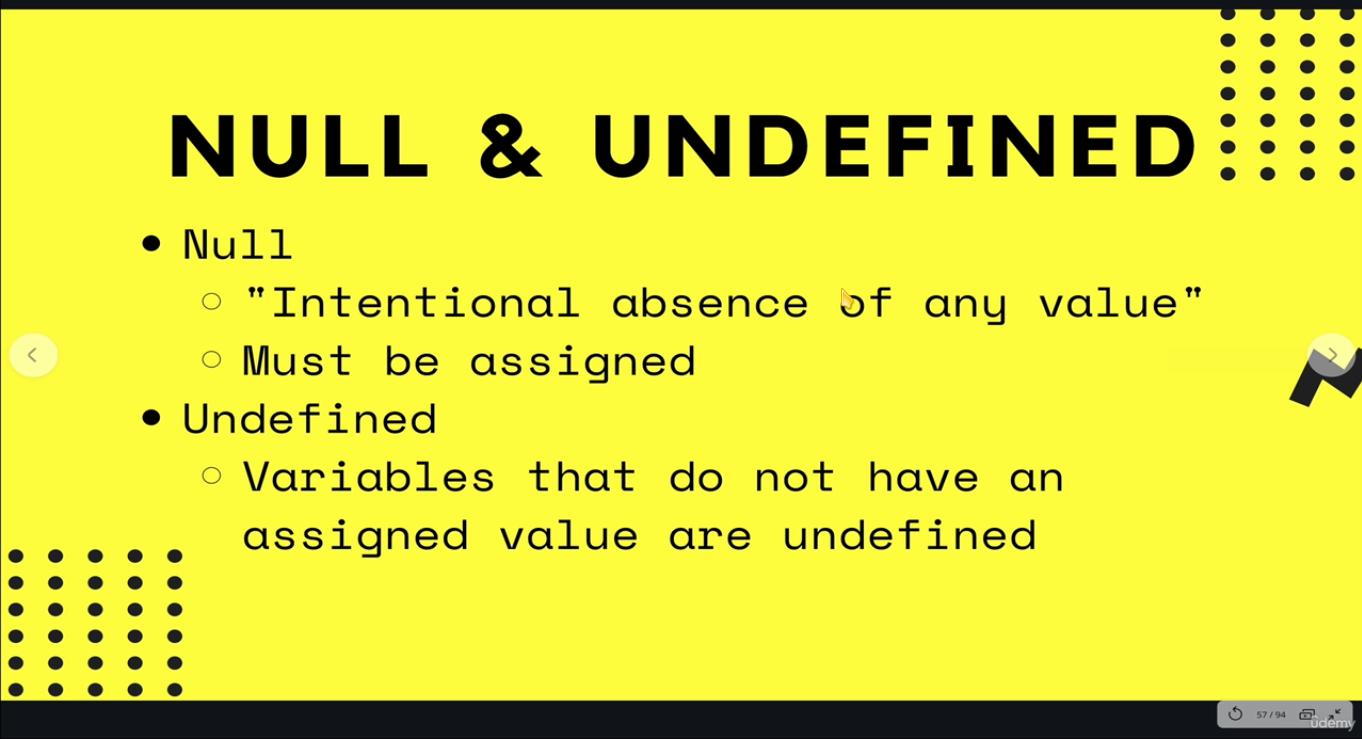 NULL & UNDEFINED
Null
"Intentional absence of any value"
Must be assigned
Undefined
Variables that do not have an
assigned value are undefined
57 / 94
ûdemy